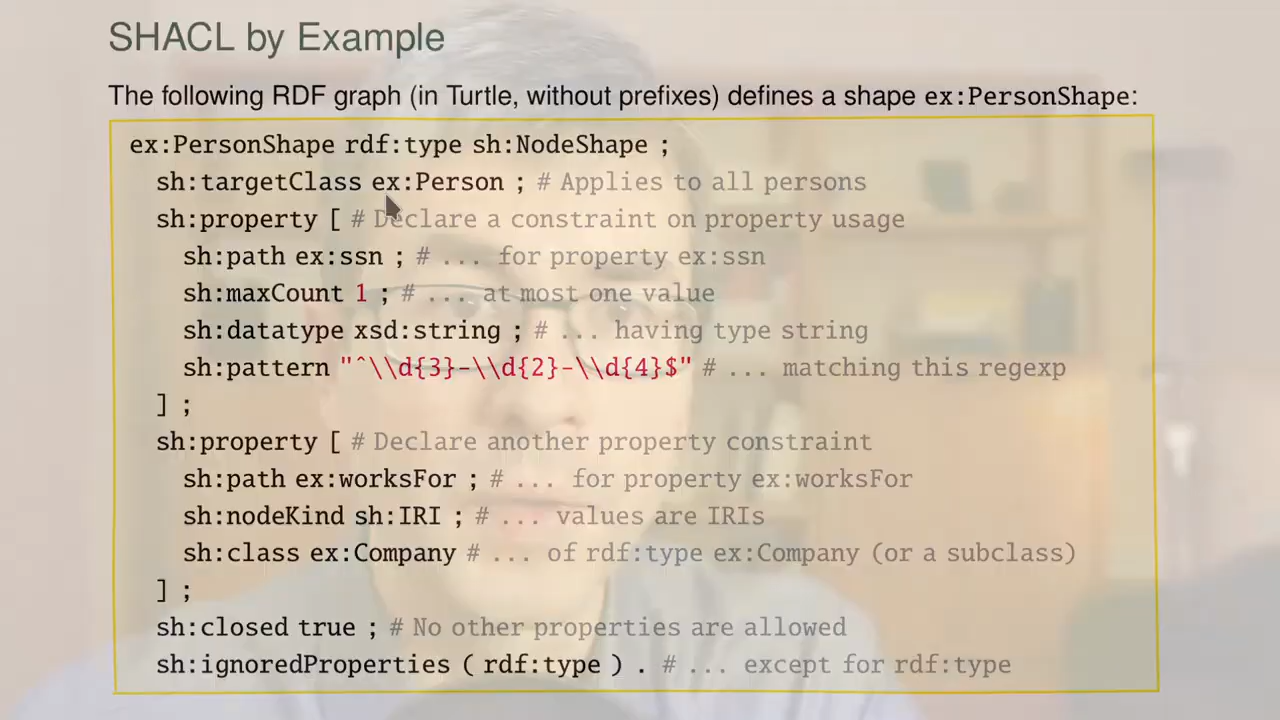 SHACL by Example
The following RDF graph (in Turtle, without prefixes) defines a shape ex:PersonShape:
ex:PersonShape rdf:type sh:NodeShape ;
sh:targetClass ex:Person ; # Applies to all persons
sh:property [ # Declare a constraint on property usage
sh:path ex:ssn ; # ... for property ex:ssn
sh:maxCount 1 ; # ... at most one value
sh:datatype xsd:string ; # ... having type string
sh:pattern "^\\d{3}-\\d{2}-\\d{4}$" # ... matching this regexp
] ;
sh:property [ # Declare another property constraint
sh:path ex:worksFor ; # ... for property ex:worksFor
sh:nodeKind sh:IRI ; # ... values are IRIs
sh:class ex:Company # ... of rdf:type ex:Company (or a subclass)
] ;
sh:closed true ; # No other properties are allowed
sh:ignoredProperties ( rdf:type ) . # ... except for rdf:type